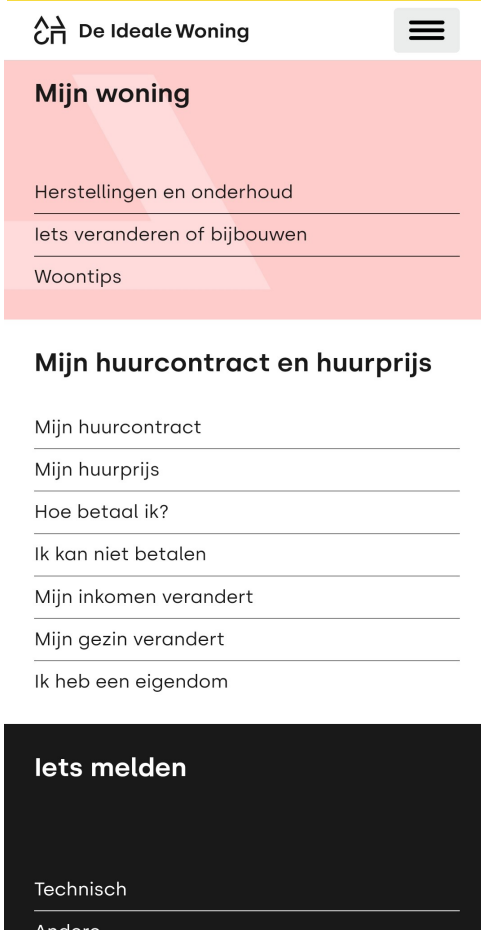 De Ideale Woning
Mijn woning
Herstellingen en onderhoud
Iets veranderen of bijbouwen
Woontips
Mijn huurcontract en huurprijs
Mijn huurcontract
Mijn huurprijs
Hoe betaal ik?
Ik kan niet betalen
Mijn inkomen verandert
Mijn gezin verandert
Ik heb een eigendom
Iets melden
Technisch
Andere